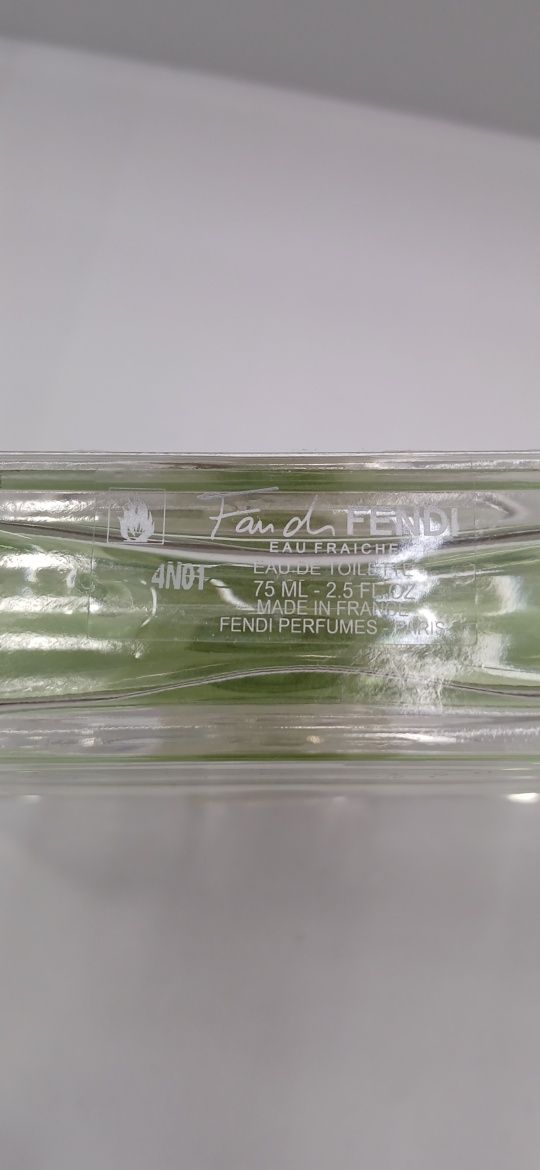 Fan di FENDI
EAU FRAICHE
EAU DE TOILETTE
4N01
75 ML - 2.5 FL.OZ
MADE IN FRANCE
FENDI PERFUMES PARIS